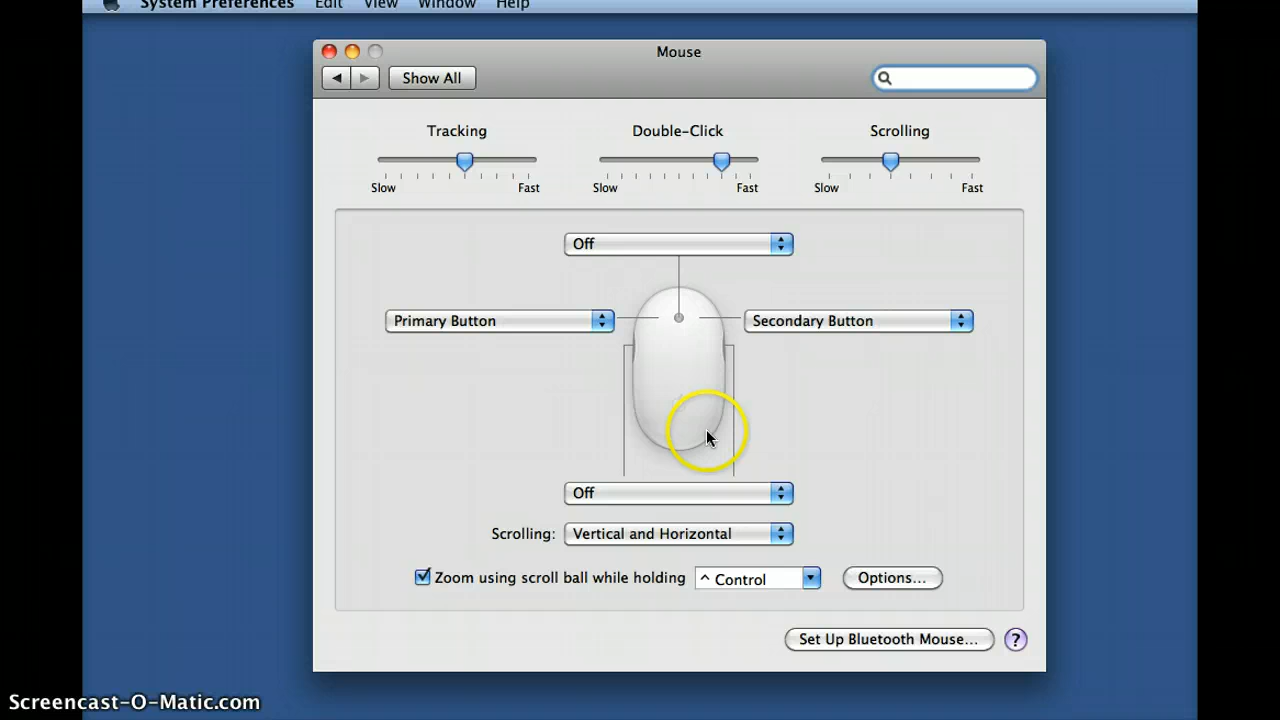 System Preferences Edit View Window Help
Mouse
Show All
Tracking Double-Click Scrolling
Slow Fast Slow Fast Slow Fast
Off
Primary Button Secondary Button
Off
Scrolling: Vertical and Horizontal
Zoom using scroll ball while holding ^ Control Options...
Set Up Bluetooth Mouse... ?
Screencast-O-Matic.com